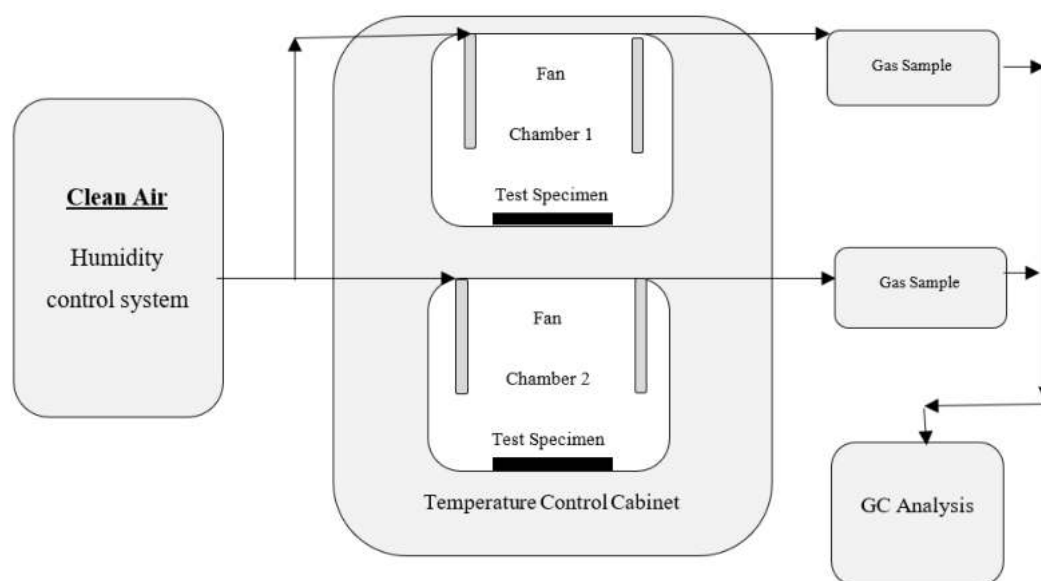 Clean Air
Humidity
control system
Fan
Chamber 1
Test Specimen
Fan
Chamber 2
Test Specimen
Temperature Control Cabinet
Gas Sample
Gas Sample
GC Analysis